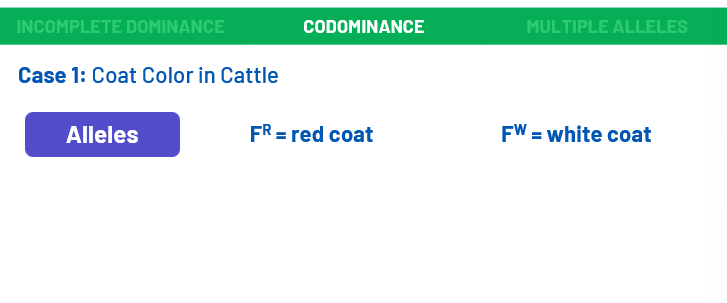 INCOMPLETE DOMINANCE CODOMINANCE MULTIPLE ALLELES
Case 1: Coat Color in Cattle
Alleles Fᴿ = red coat Fᵂ = white coat